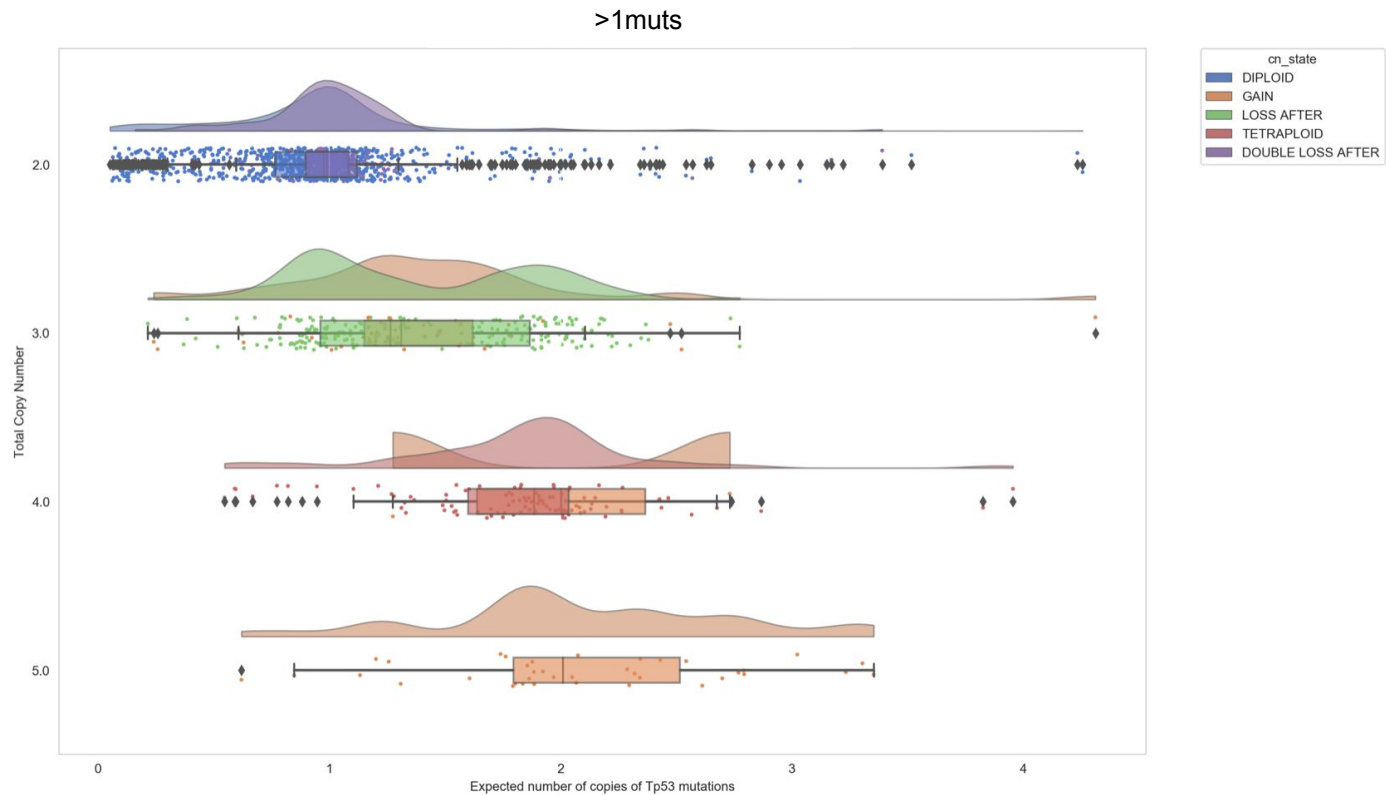 >1muts
cn_state
DIPLOID
GAIN
LOSS AFTER
TETRAPLOID
DOUBLE LOSS AFTER
Total Copy Number
2.0
3.0
4.0
5.0
0 1 2 3 4
Expected number of copies of Tp53 mutations